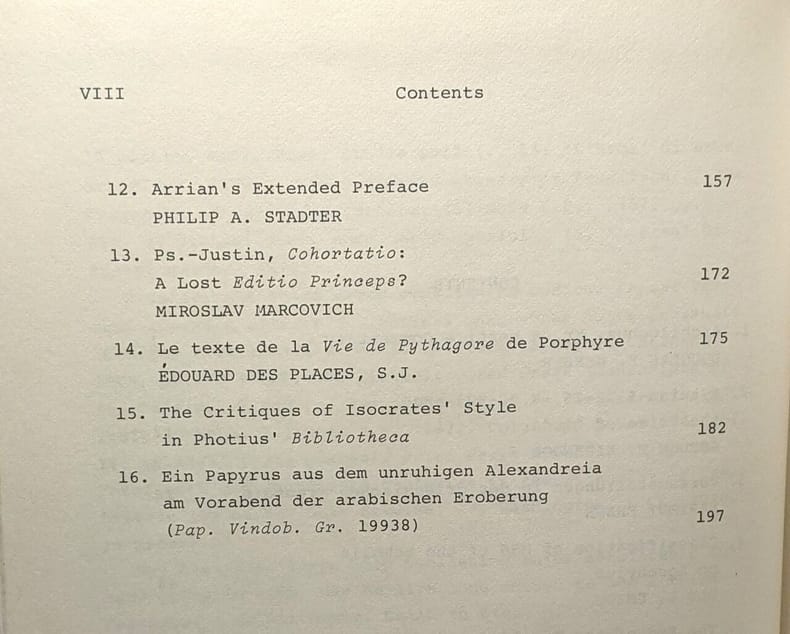 VIII Contents
12. Arrian's Extended Preface 157
PHILIP A. STADTER
13. Ps.-Justin, Cohortatio:
A Lost Editio Princeps? 172
MIROSLAV MARCOVICH
14. Le texte de la Vie de Pythagore de Porphyre 175
ÉDOUARD DES PLACES, S.J.
15. The Critiques of Isocrates' Style
in Photius' Bibliotheca 182
16. Ein Papyrus aus dem unruhigen Alexandreia
am Vorabend der arabischen Eroberung
(Pap. Vindob. Gr. 19938) 197